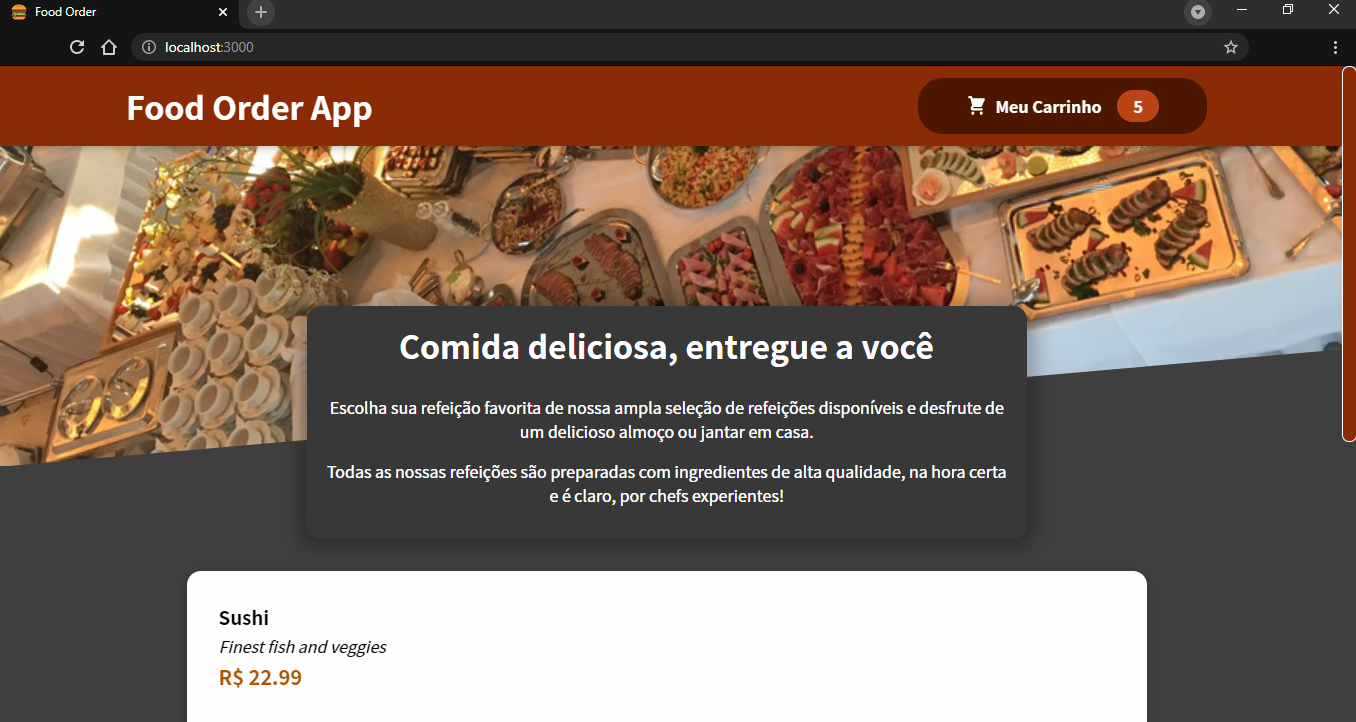 Food Order
localhost:3000
Food Order App
Meu Carrinho 5
Comida deliciosa, entregue a você
Escolha sua refeição favorita de nossa ampla seleção de refeições disponíveis e desfrute de
um delicioso almoço ou jantar em casa.
Todas as nossas refeições são preparadas com ingredientes de alta qualidade, na hora certa
e é claro, por chefs experientes!
Sushi
Finest fish and veggies
R$ 22.99